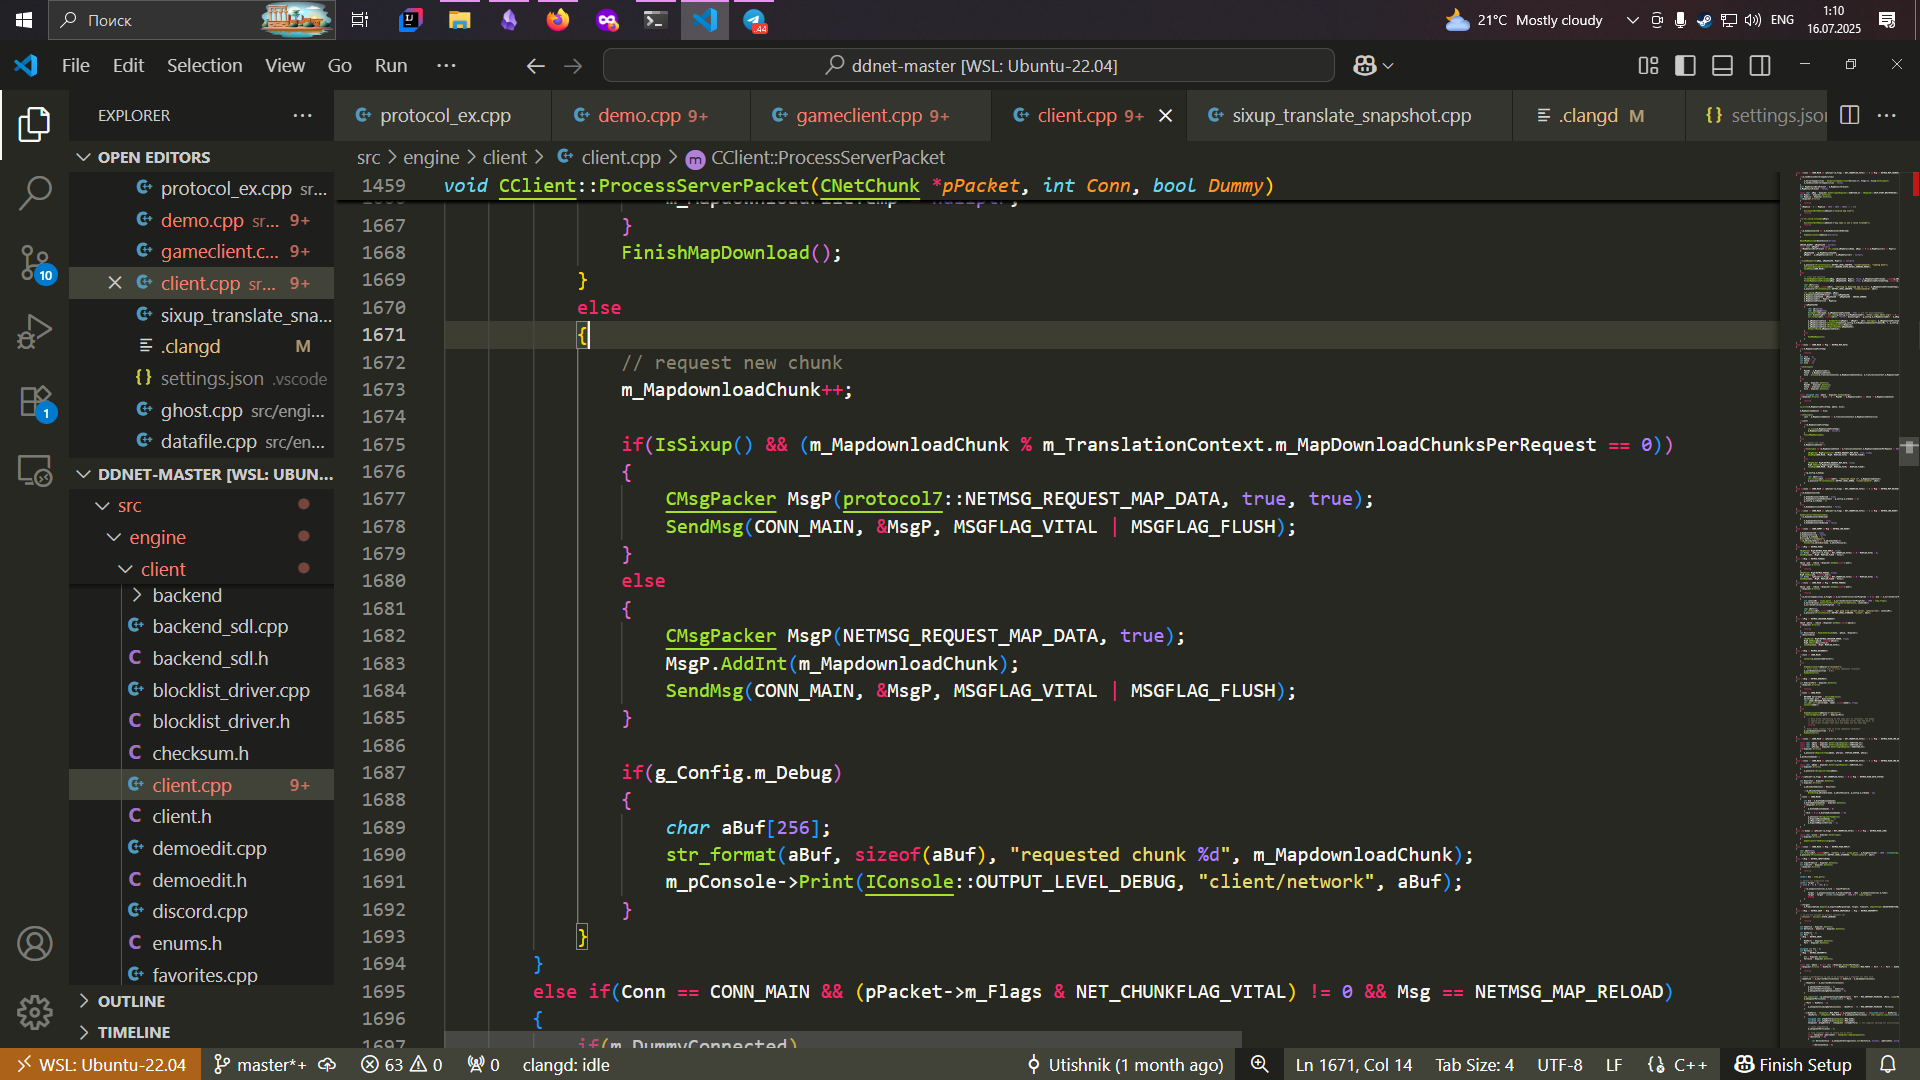 Поиск
.44
21°C Mostly cloudy
ENG
1:10
16.07.2025
File Edit Selection View Go Run ···
ddnet-master [WSL: Ubuntu-22.04]
EXPLORER
protocol_ex.cpp
demo.cpp 9+
gameclient.cpp 9+
client.cpp 9+
sixup_translate_snapshot.cpp
.clangd M
{} settings.json
OPEN EDITORS
protocol_ex.cpp sr...
demo.cpp sr... 9+
gameclient.c... 9+
client.cpp sr... 9+
sixup_translate_sna...
.clangd M
{} settings.json .vscode
ghost.cpp src/engi...
datafile.cpp src/en...
10
1
DDNET-MASTER [WSL: UBUN...
src
engine
client
backend
backend_sdl.cpp
backend_sdl.h
blocklist_driver.cpp
blocklist_driver.h
checksum.h
client.cpp 9+
client.h
demoedit.cpp
demoedit.h
discord.cpp
enums.h
favorites.cpp
OUTLINE
TIMELINE
src > engine > client > client.cpp > CClient::ProcessServerPacket
1459 void CClient::ProcessServerPacket(CNetChunk *pPacket, int Conn, bool Dummy)
1667 }
1668 FinishMapDownload();
1669 }
1670 else
1671 {
1672 // request new chunk
1673 m_MapdownloadChunk++;
1674
1675 if(IsSixup() && (m_MapdownloadChunk % m_TranslationContext.m_MapDownloadChunksPerRequest == 0))
1676 {
1677 CMsgPacker MsgP(protocol7::NETMSG_REQUEST_MAP_DATA, true, true);
1678 SendMsg(CONN_MAIN, &MsgP, MSGFLAG_VITAL | MSGFLAG_FLUSH);
1679 }
1680 else
1681 {
1682 CMsgPacker MsgP(NETMSG_REQUEST_MAP_DATA, true);
1683 MsgP.AddInt(m_MapdownloadChunk);
1684 SendMsg(CONN_MAIN, &MsgP, MSGFLAG_VITAL | MSGFLAG_FLUSH);
1685 }
1686
1687 if(g_Config.m_Debug)
1688 {
1689 char aBuf[256];
1690 str_format(aBuf, sizeof(aBuf), "requested chunk %d", m_MapdownloadChunk);
1691 m_pConsole->Print(IConsole::OUTPUT_LEVEL_DEBUG, "client/network", aBuf);
1692 }
1693 }
1694 }
1695 else if(Conn == CONN_MAIN && (pPacket->m_Flags & NET_CHUNKFLAG_VITAL) != 0 && Msg == NETMSG_MAP_RELOAD)
1696 {
1697 if(m_DummyConnected)
WSL: Ubuntu-22.04 master*+ 63 0 0 clangd: idle
Utishnik (1 month ago) Ln 1671, Col 14 Tab Size: 4 UTF-8 LF {} C++ Finish Setup